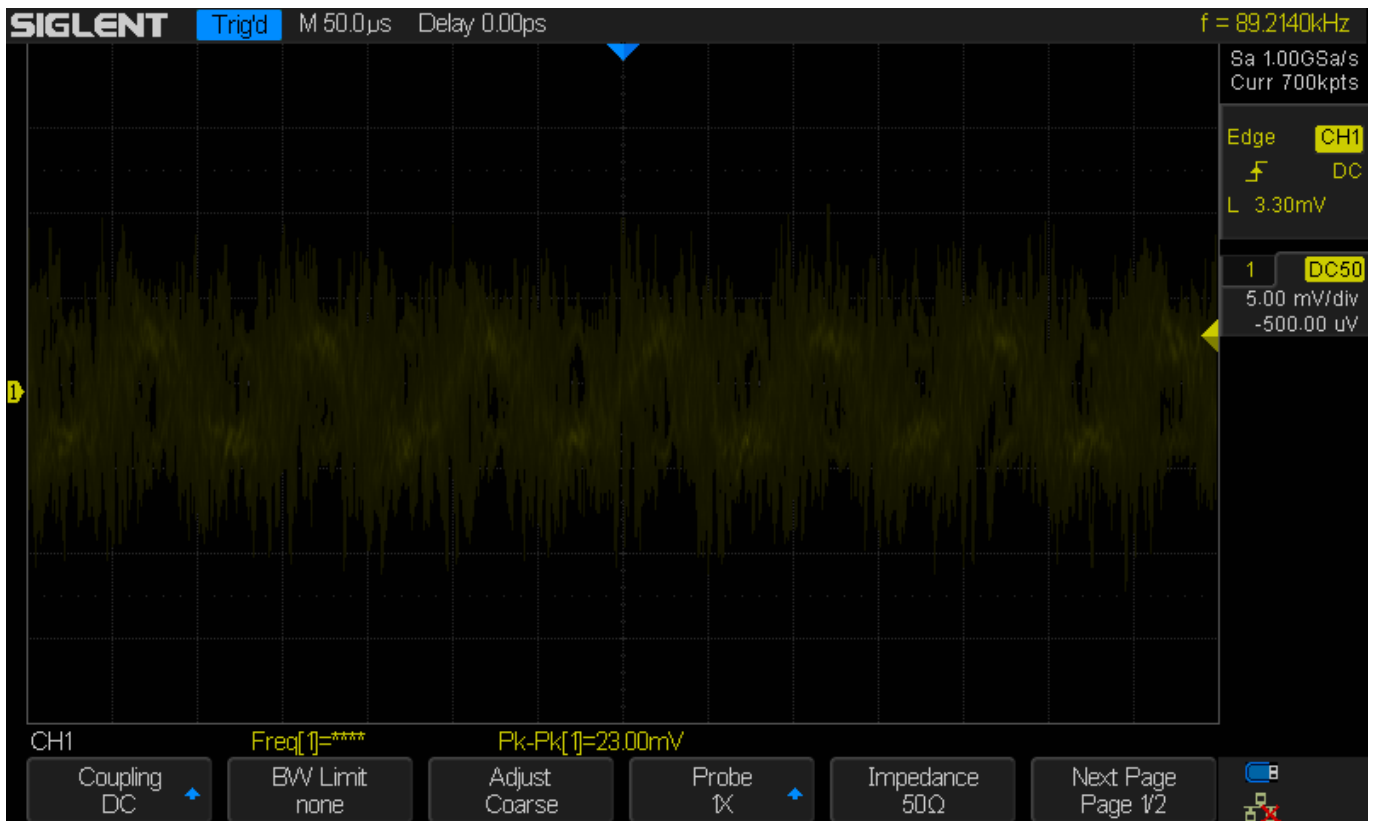 SIGLENT Trig'd M 50.0µs Delay 0.00ps f = 89.2140kHz
Sa 1.00GSa/s
Curr 700kpts
Edge CH1
DC
L 3.30mV
1 DC50
5.00 mV/div
-500.00 uV
1
CH1 Freq[1]=**** Pk-Pk[1]=23.00mV
Coupling BW Limit Adjust Probe Impedance Next Page
DC none Coarse 1X 50Ω Page 1/2